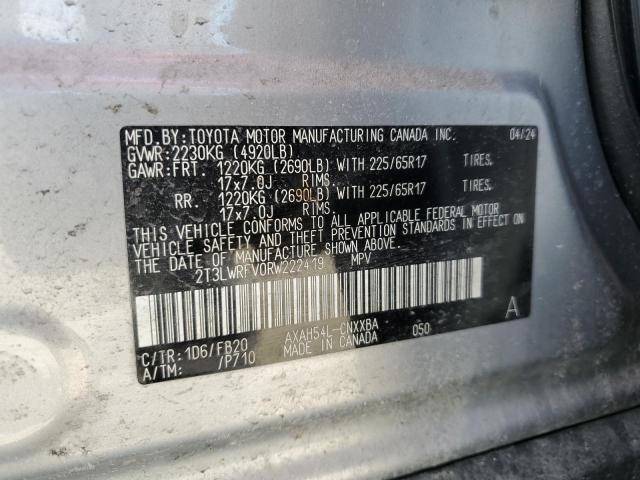 MFD.BY:TOYOTA MOTOR MANUFACTURING CANADA INC. 04/24
GVWR:2230KG (4920LB)
GAWR:FRT. 1220KG (2690LB) WITH 225/65R17 TIRES.
17x7.0J RIMS.
RR. 1220KG (2690LB) WITH 225/65R17 TIRES.
17x7.0J RIMS.
THIS VEHICLE CONFORMS TO ALL APPLICABLE FEDERAL MOTOR
VEHICLE SAFETY AND THEFT PREVENTION STANDARDS IN EFFECT ON
THE DATE OF MANUFACTURE SHOWN ABOVE.
2T3LWRFV0RW222419 MPV
C/TR:1D6/FB20 AXAH54L-CNXXBA 050 A
A/TM: /P710 MADE IN CANADA